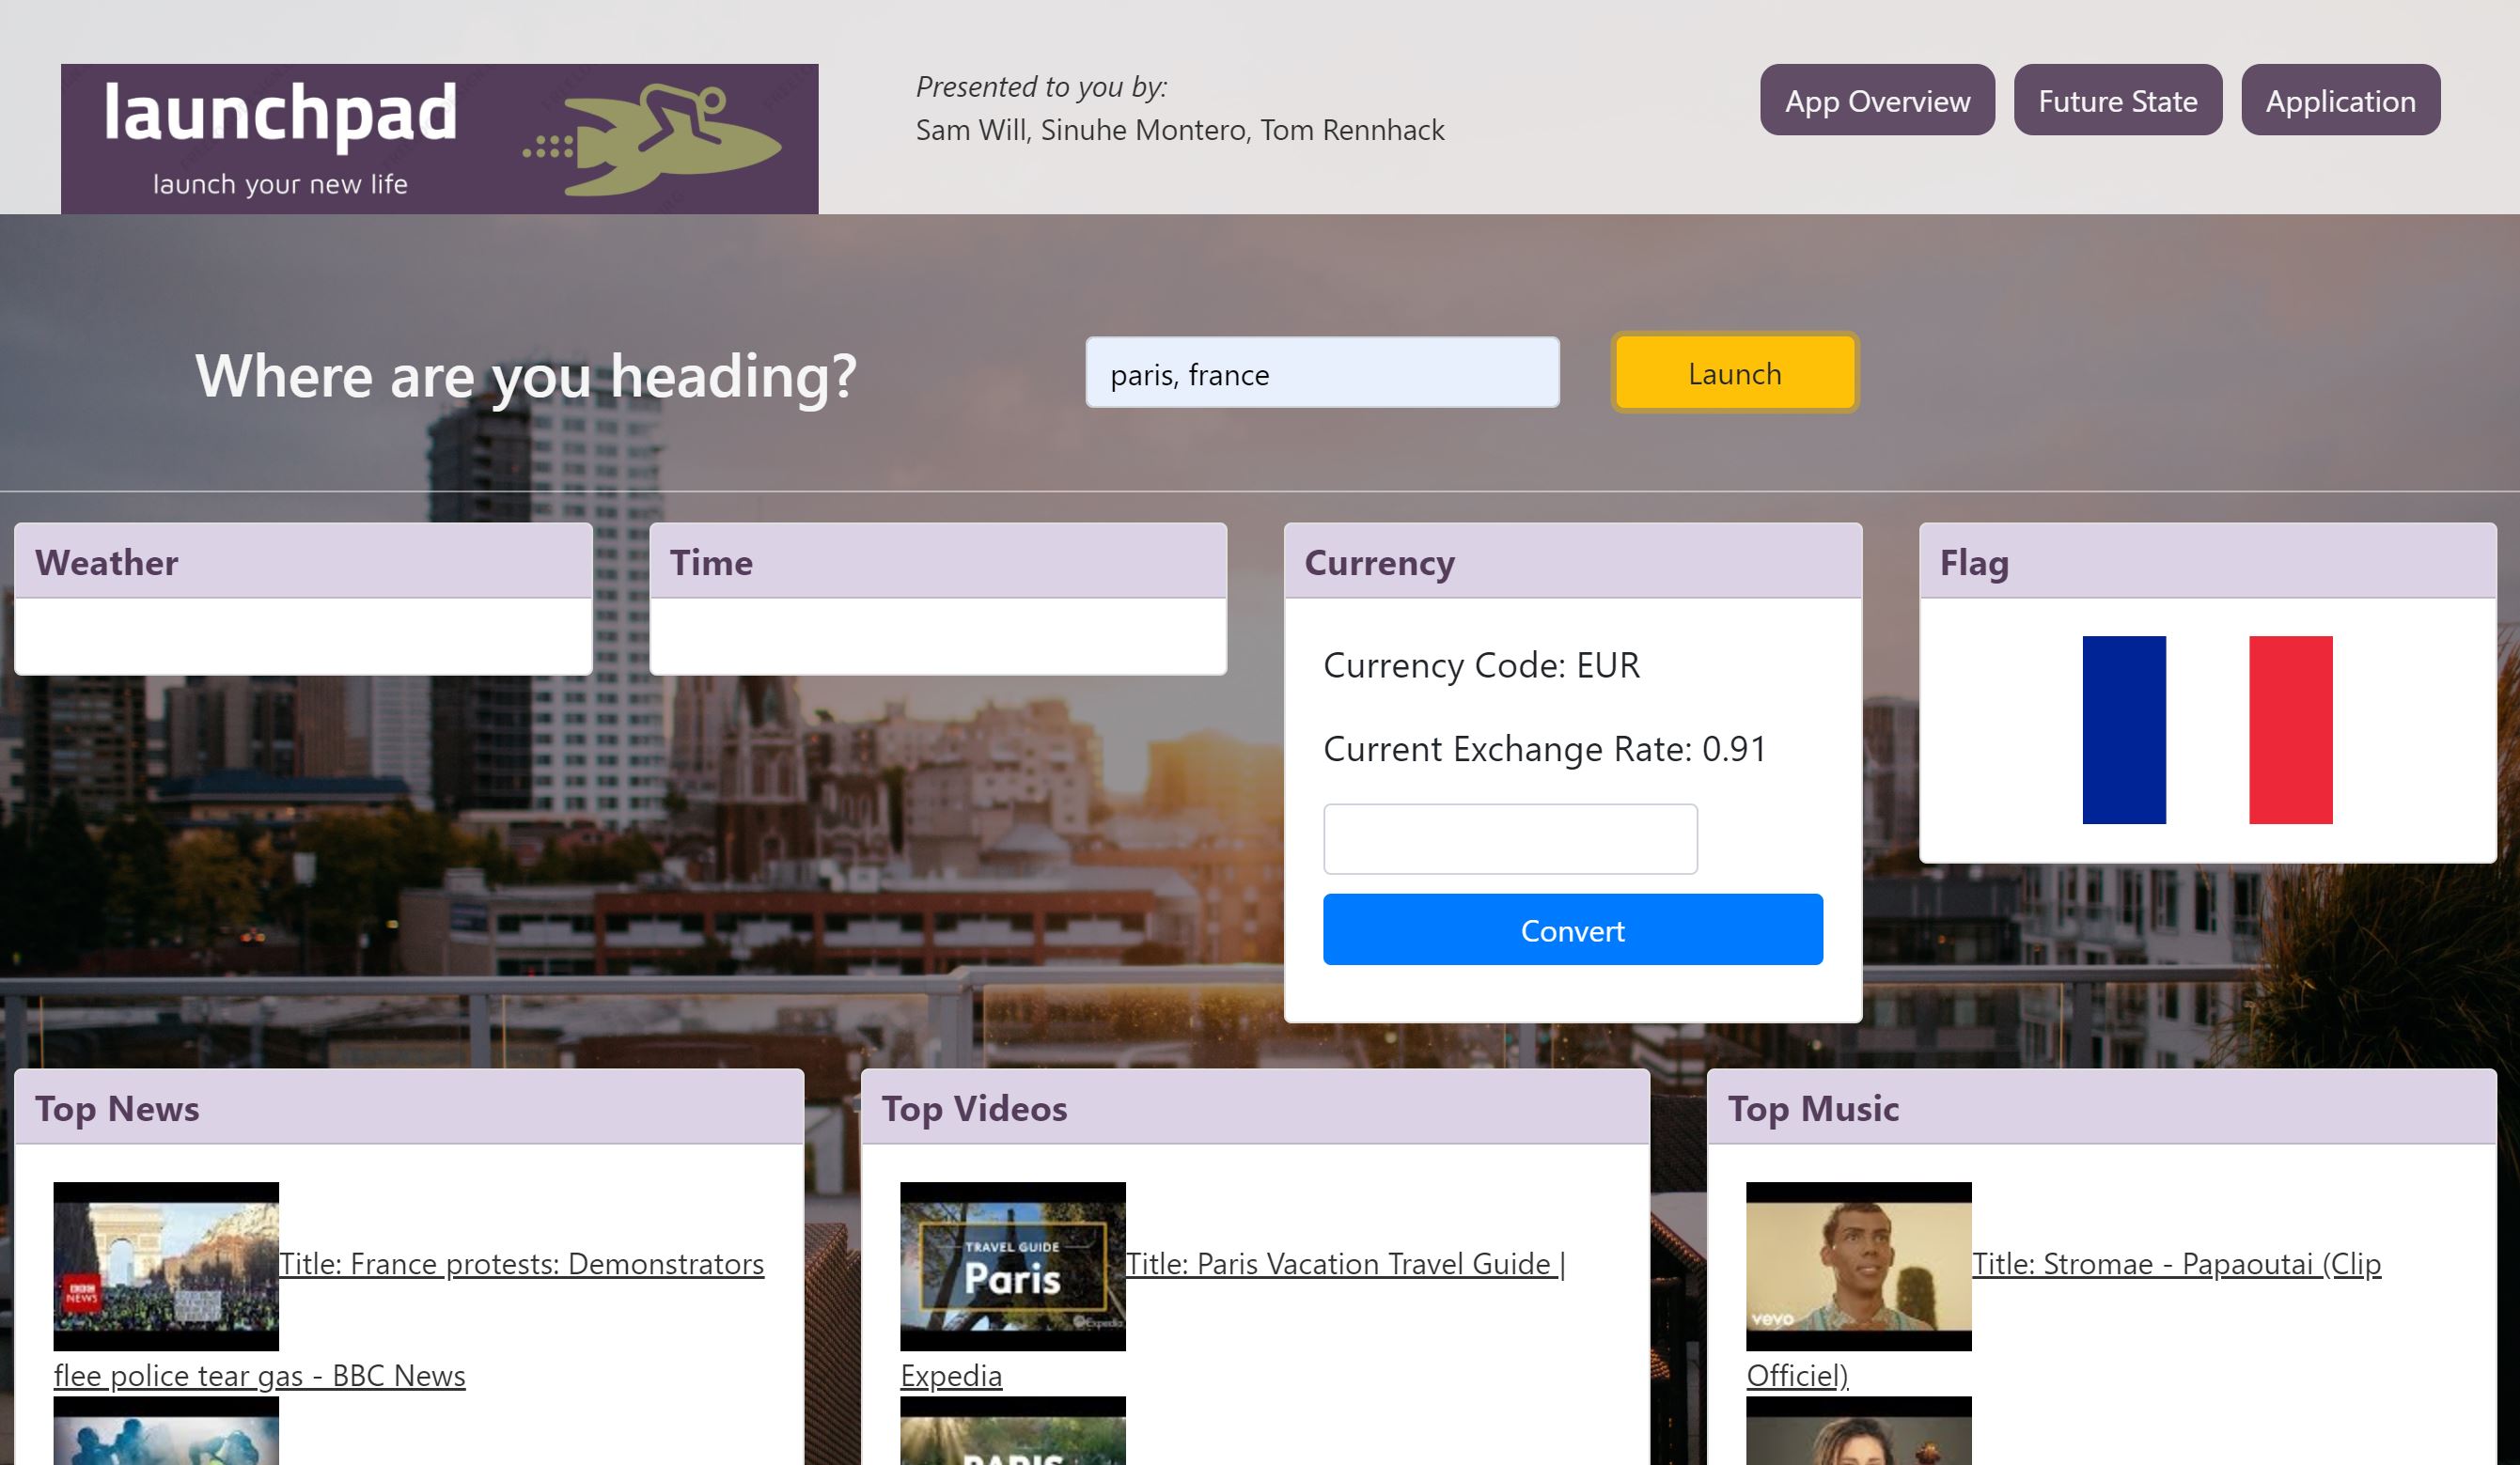 launchpad
launch your new life
Presented to you by:
Sam Will, Sinuhe Montero, Tom Rennhack
App Overview
Future State
Application
Where are you heading?
paris, france
Launch
Weather
Time
Currency
Flag
Currency Code: EUR
Current Exchange Rate: 0.91
Convert
Top News
Top Videos
Top Music
BBC
NEWS
Title: France protests: Demonstrators
flee police tear gas - BBC News
TRAVEL GUIDE
Paris
Expedia
Title: Paris Vacation Travel Guide |
Expedia
PARIS
vevo
Title: Stromae - Papaoutai (Clip
Officiel)